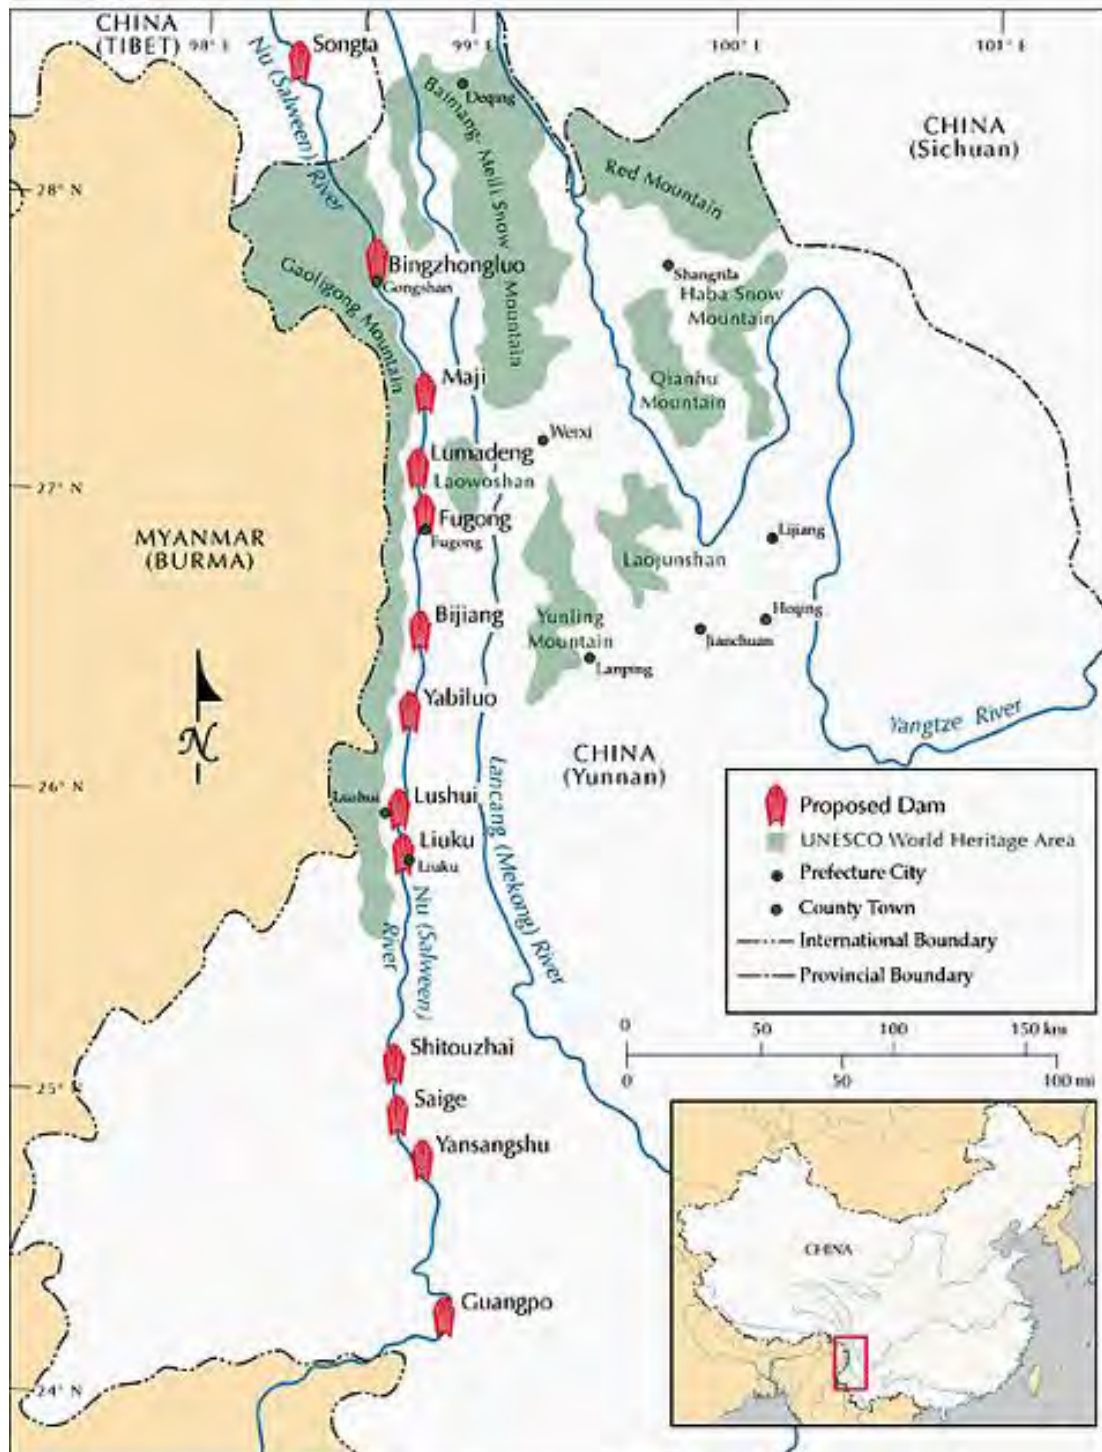 CHINA
(TIBET)
98° E
99° E
100° E
101° E
Songta
Nu (Salween) River
Deqing
Baimang-Meili Snow Mountain
CHINA
(Sichuan)
Red Mountain
28° N
Bingzhongluo
Gongshan
Gaoligong Mountain
Shangrila
Haba Snow
Mountain
Maji
Qianhu
Mountain
Weixi
Lumadeng
Laowoshan
27° N
Fugong
Fugong
MYANMAR
(BURMA)
Lijiang
Laojunshan
Bijiang
Yunling
Mountain
Heqing
Jianchuan
Lanping
Yabiluo
N
Yangtze River
CHINA
(Yunnan)
Lancang (Mekong) River
26° N
Lushui
Liuku
Liuku
Nu (Salween)
River
Proposed Dam
UNESCO World Heritage Area
Prefecture City
County Town
International Boundary
Provincial Boundary
0 50 100 150 km
0 50 100 mi
Shitouzhai
25° N
Saige
Yansangshu
CHINA
Guangpo
24° N